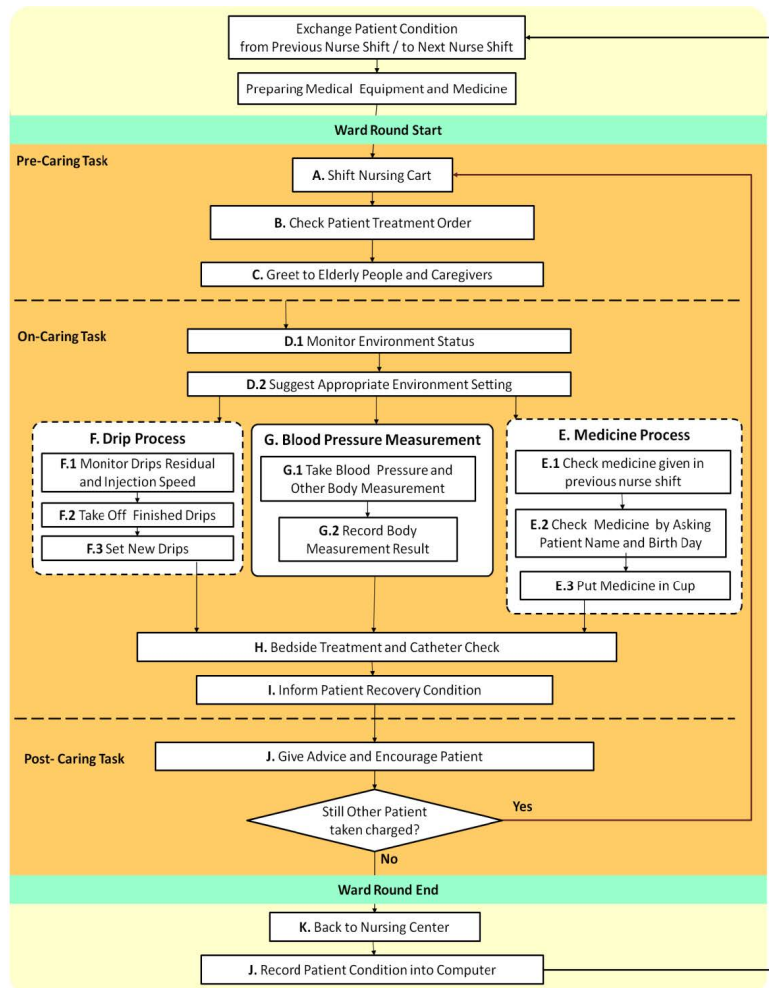 Exchange Patient Condition
from Previous Nurse Shift / to Next Nurse Shift
Preparing Medical Equipment and Medicine
Ward Round Start
Pre-Caring Task
A. Shift Nursing Cart
B. Check Patient Treatment Order
C. Greet to Elderly People and Caregivers
On-Caring Task
D.1 Monitor Environment Status
D.2 Suggest Appropriate Environment Setting
F. Drip Process
F.1 Monitor Drips Residual
and Injection Speed
F.2 Take Off Finished Drips
F.3 Set New Drips
G. Blood Pressure Measurement
G.1 Take Blood Pressure and
Other Body Measurement
G.2 Record Body
Measurement Result
E. Medicine Process
E.1 Check medicine given in
previous nurse shift
E.2 Check Medicine by Asking
Patient Name and Birth Day
E.3 Put Medicine in Cup
H. Bedside Treatment and Catheter Check
I. Inform Patient Recovery Condition
Post- Caring Task
J. Give Advice and Encourage Patient
Still Other Patient
taken charged?
Yes
No
Ward Round End
K. Back to Nursing Center
J. Record Patient Condition into Computer